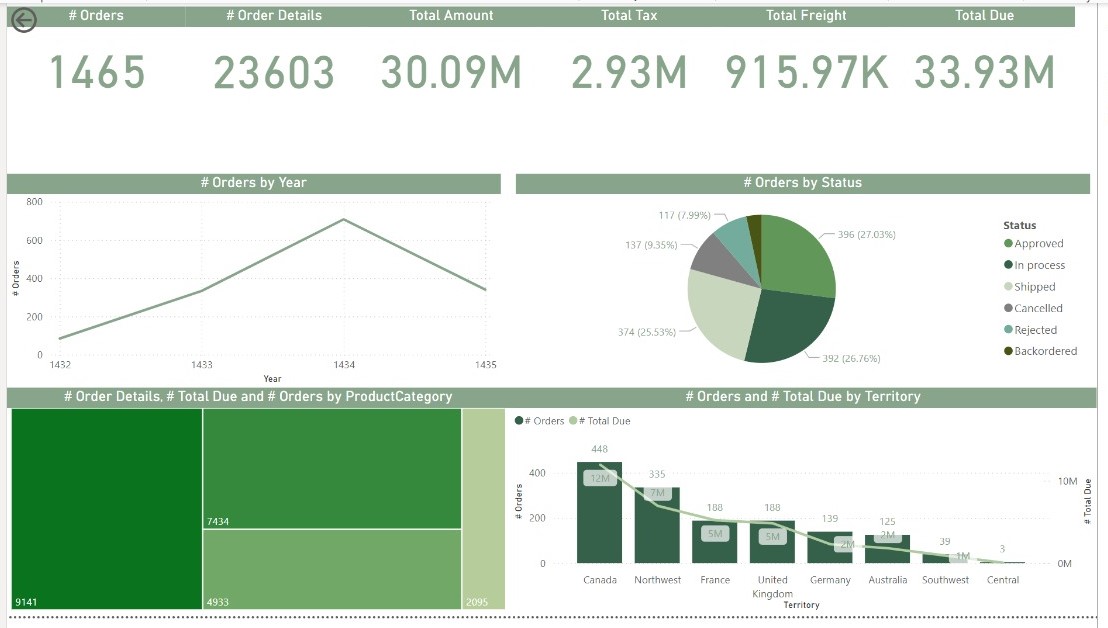 # Orders # Order Details Total Amount Total Tax Total Freight Total Due
1465 23603 30.09M 2.93M 915.97K 33.93M
# Orders by Year
800
600
400
200
0
# Orders
1432 1433 1434 1435
Year
# Orders by Status
117 (7.99%)
396 (27.03%)
137 (9.35%)
374 (25.53%)
392 (26.76%)
Status
Approved
In process
Shipped
Cancelled
Rejected
Backordered
# Order Details, # Total Due and # Orders by ProductCategory
9141
7434
4933
2095
# Orders and # Total Due by Territory
# Orders # Total Due
400
200
0
# Orders
448 335 188 188 139 125 39 3
12M 7M 5M 5M 2M 2M 1M
10M
0M
# Total Due
Canada Northwest France United Germany Australia Southwest Central
Kingdom
Territory